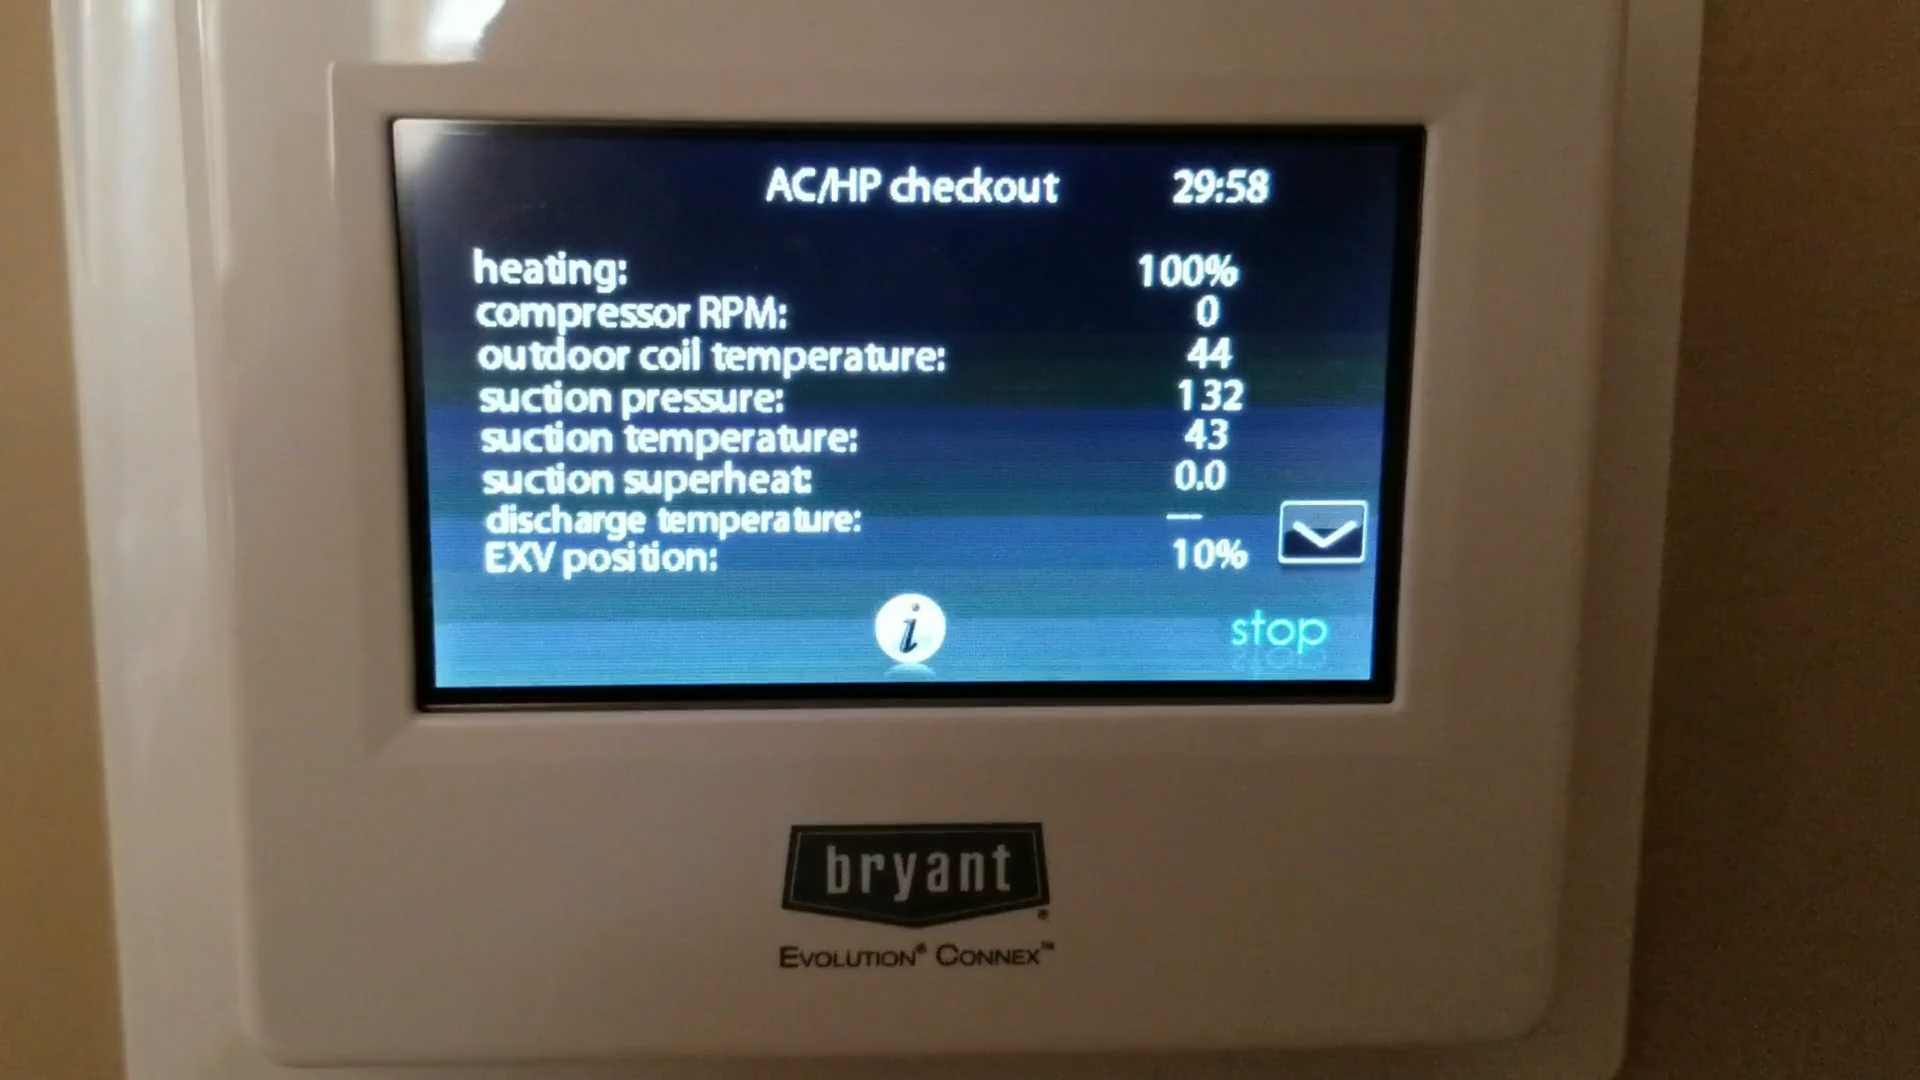 AC/HP checkout 29:58
heating: 100%
compressor RPM: 0
outdoor coil temperature: 44
suction pressure: 132
suction temperature: 43
suction superheat: 0.0
discharge temperature: —
EXV position: 10%
i
stop
bryant
EVOLUTION® CONNEX™